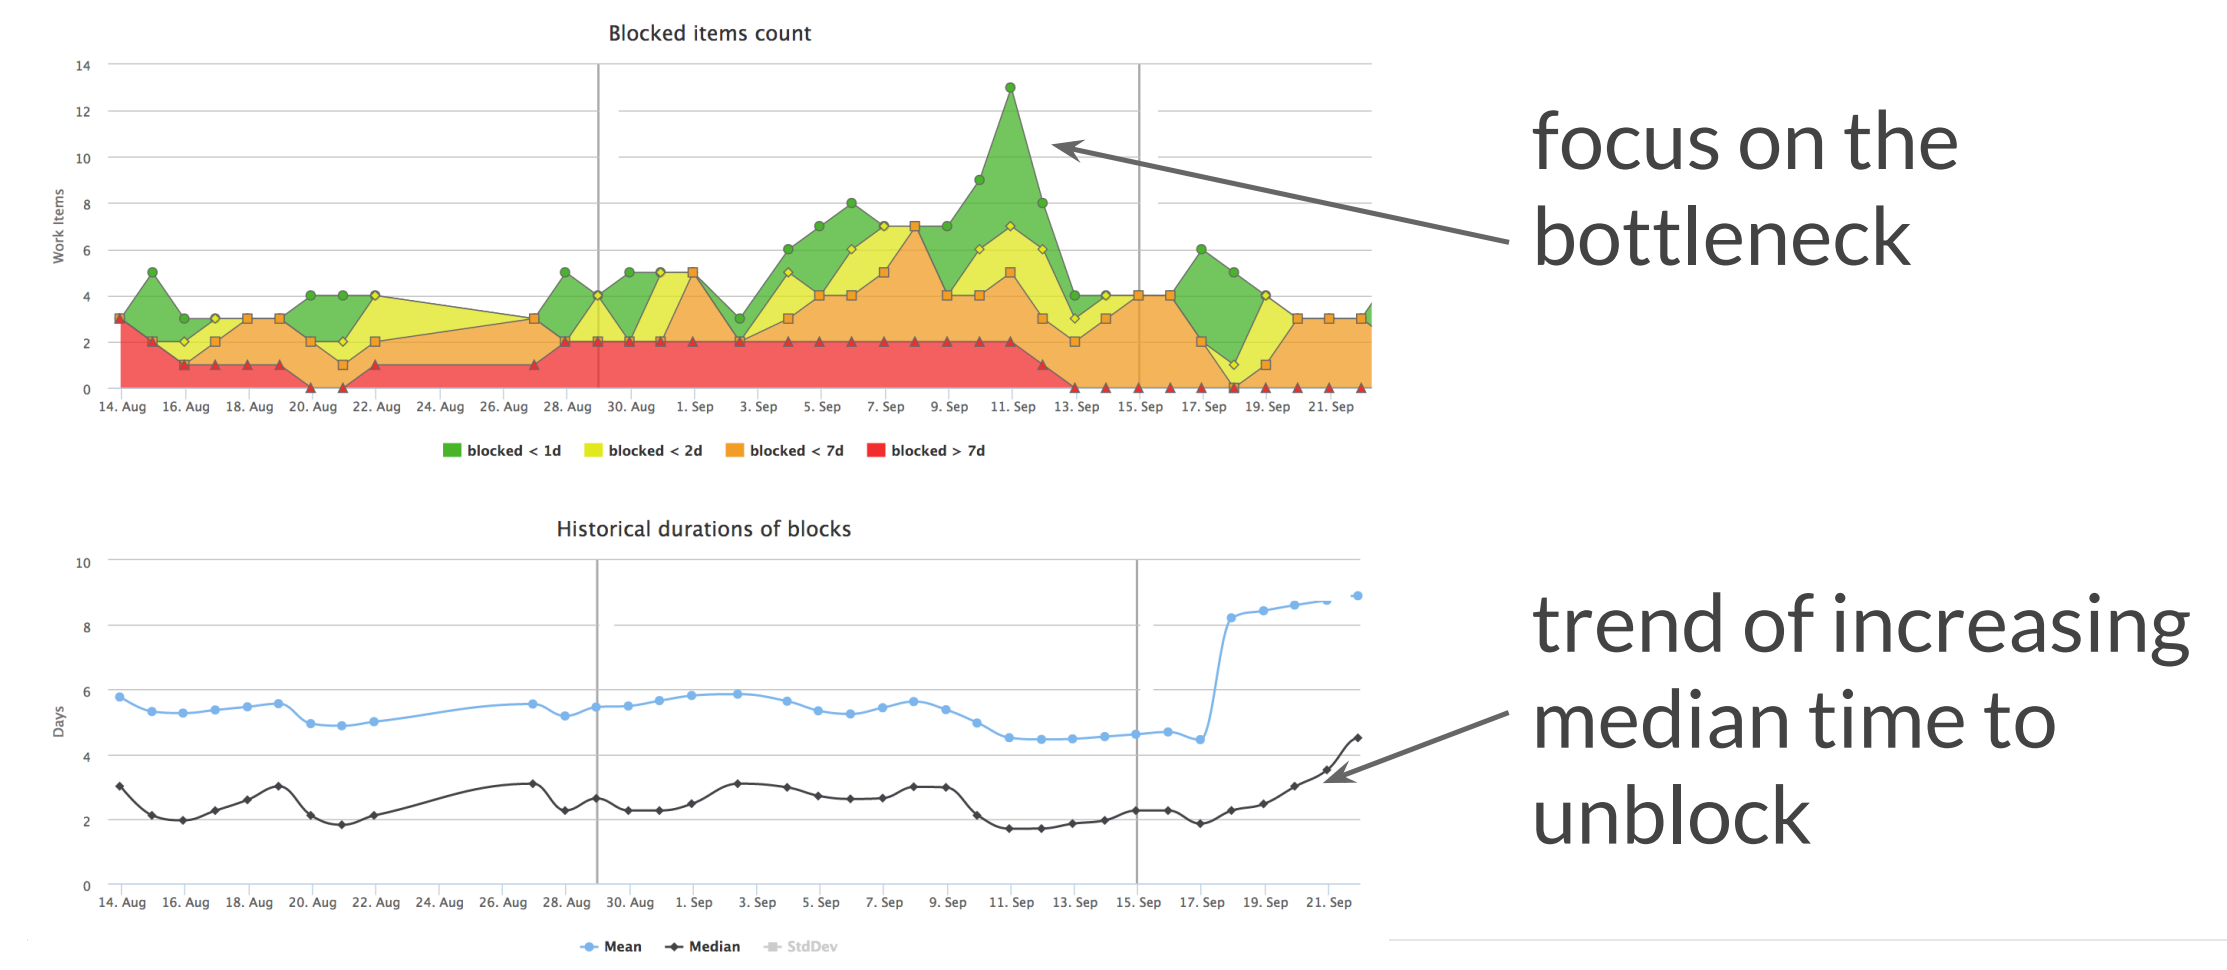 Blocked items count
14
12
10
8
6
4
2
0
Work Items
14. Aug 16. Aug 18. Aug 20. Aug 22. Aug 24. Aug 26. Aug 28. Aug 30. Aug 1. Sep 3. Sep 5. Sep 7. Sep 9. Sep 11. Sep 13. Sep 15. Sep 17. Sep 19. Sep 21. Sep
blocked < 1d blocked < 2d blocked < 7d blocked > 7d
focus on the
bottleneck
Historical durations of blocks
10
8
6
4
2
0
Days
14. Aug 16. Aug 18. Aug 20. Aug 22. Aug 24. Aug 26. Aug 28. Aug 30. Aug 1. Sep 3. Sep 5. Sep 7. Sep 9. Sep 11. Sep 13. Sep 15. Sep 17. Sep 19. Sep 21. Sep
Mean Median StdDev
trend of increasing
median time to
unblock